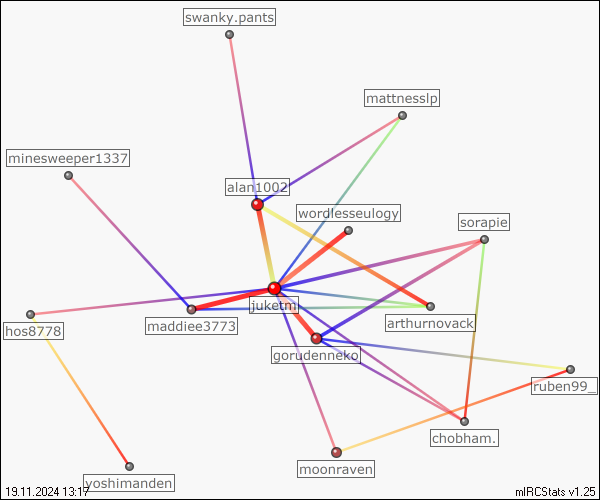 swanky.pants
mattnesslp
minesweeper1337
alan1002
wordlesseulogy
sorapie
juketm
maddiee3773
arthurnovack
hos8778
gorudenneko
ruben99_
chobham.
moonraven
yoshimanden
19.11.2024 13:17
mIRCStats v1.25